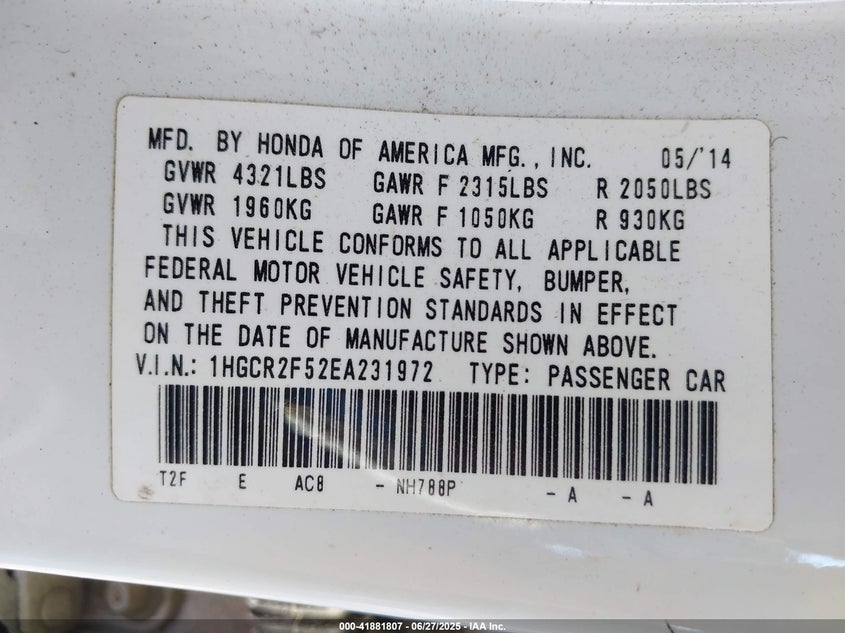 MFD. BY HONDA OF AMERICA MFG., INC. 05/'14
GVWR 4321LBS GAWR F 2315LBS R 2050LBS
GVWR 1960KG GAWR F 1050KG R 930KG
THIS VEHICLE CONFORMS TO ALL APPLICABLE
FEDERAL MOTOR VEHICLE SAFETY, BUMPER,
AND THEFT PREVENTION STANDARDS IN EFFECT
ON THE DATE OF MANUFACTURE SHOWN ABOVE.
V.I.N.: 1HGCR2F52EA231972 TYPE: PASSENGER CAR
T2F E AC8 - NH788P - A - A
000-41881807 - 06/27/2025 - IAA Inc.